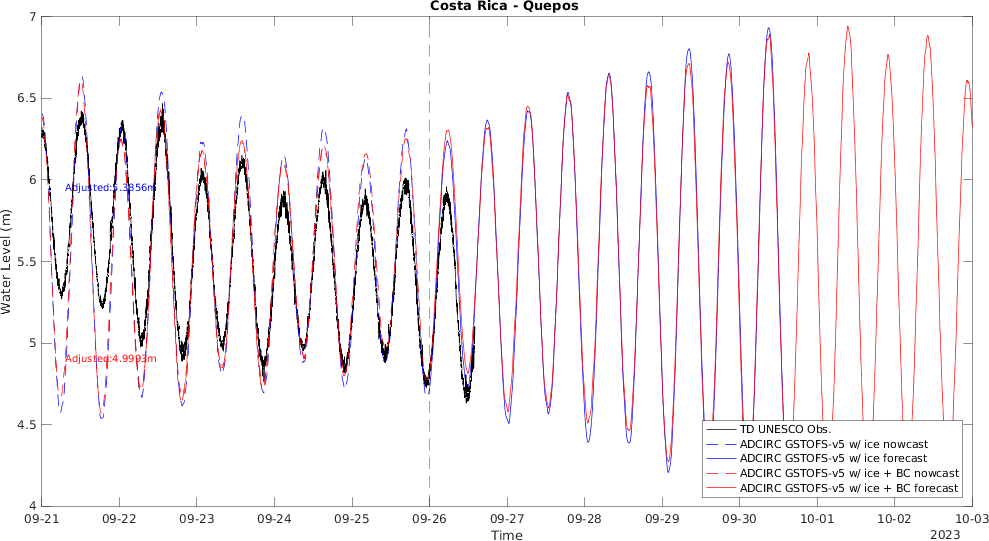 Costa Rica - Quepos
7
6.5
6
5.5
5
4.5
4
Water Level (m)
Adjusted:5.3856m
Adjusted:4.9993m
TD UNESCO Obs.
ADCIRC GSTOFS-v5 w/ ice nowcast
ADCIRC GSTOFS-v5 w/ ice forecast
ADCIRC GSTOFS-v5 w/ ice + BC nowcast
ADCIRC GSTOFS-v5 w/ ice + BC forecast
09-21 09-22 09-23 09-24 09-25 09-26 09-27 09-28 09-29 09-30 10-01 10-02 10-03
Time
2023